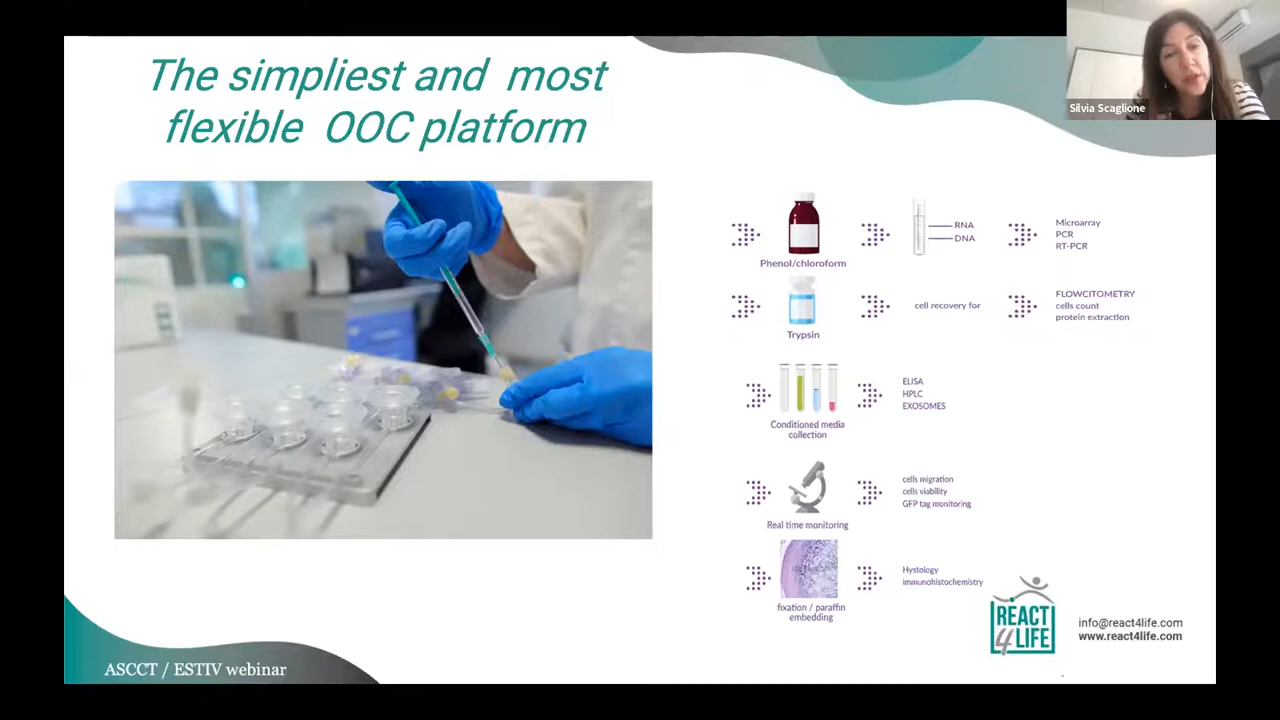 The simpliest and most
flexible OOC platform
Silvia Scaglione
Phenol/chloroform
RNA
DNA
Microarray
PCR
RT-PCR
Trypsin
cell recovery for
FLOWCITOMETRY
cells count
protein extraction
Conditioned media
collection
ELISA
HPLC
EXOSOMES
Real time monitoring
cells migration
cells viability
GFP tag monitoring
fixation / paraffin
embedding
Hystology
immunohistochemistry
REACT
4 LIFE
info@react4life.com
www.react4life.com
ASCCT / ESTIV webinar